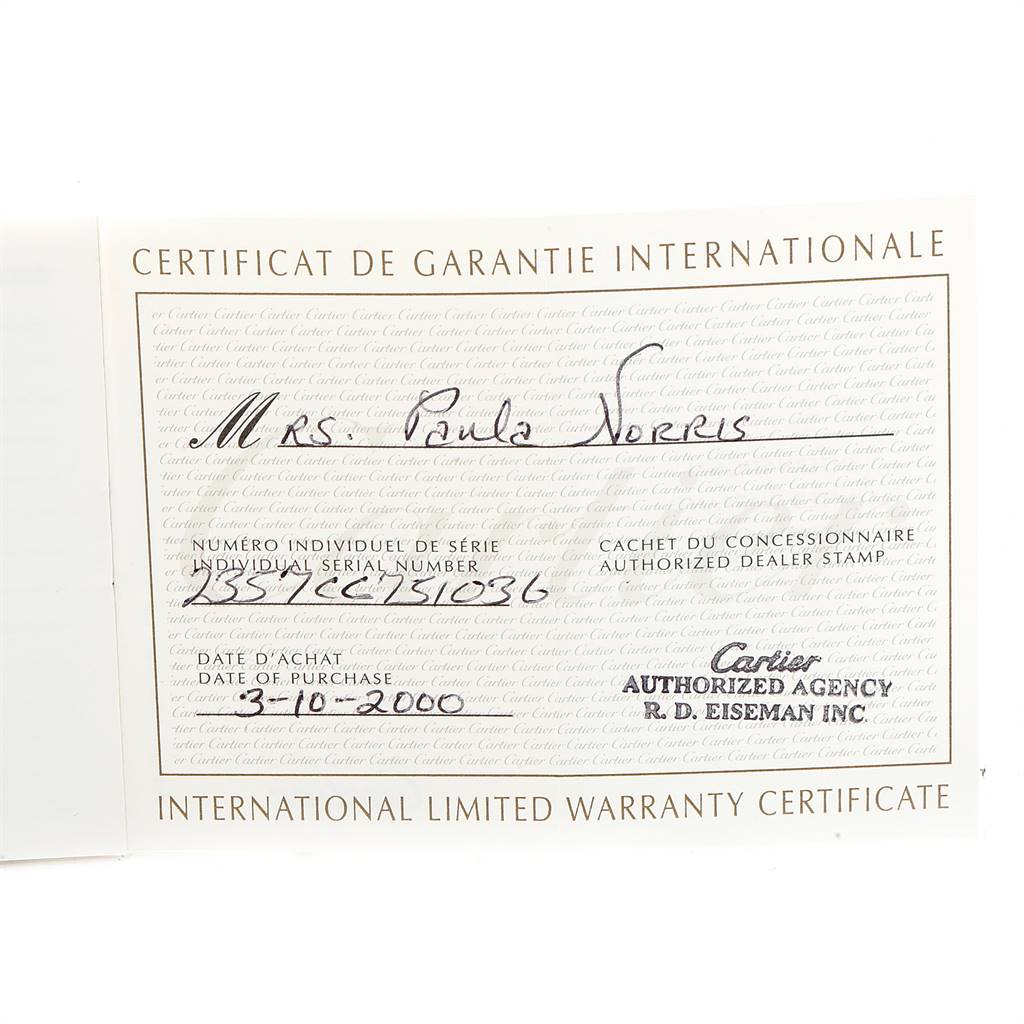 CERTIFICAT DE GARANTIE INTERNATIONALE
MRS. Paula Norris
NUMÉRO INDIVIDUEL DE SÉRIE
INDIVIDUAL SERIAL NUMBER
2357CC751036
CACHET DU CONCESSIONNAIRE
AUTHORIZED DEALER STAMP
DATE D'ACHAT
DATE OF PURCHASE
3-10-2000
Cartier
AUTHORIZED AGENCY
R. D. EISEMAN INC.
INTERNATIONAL LIMITED WARRANTY CERTIFICATE